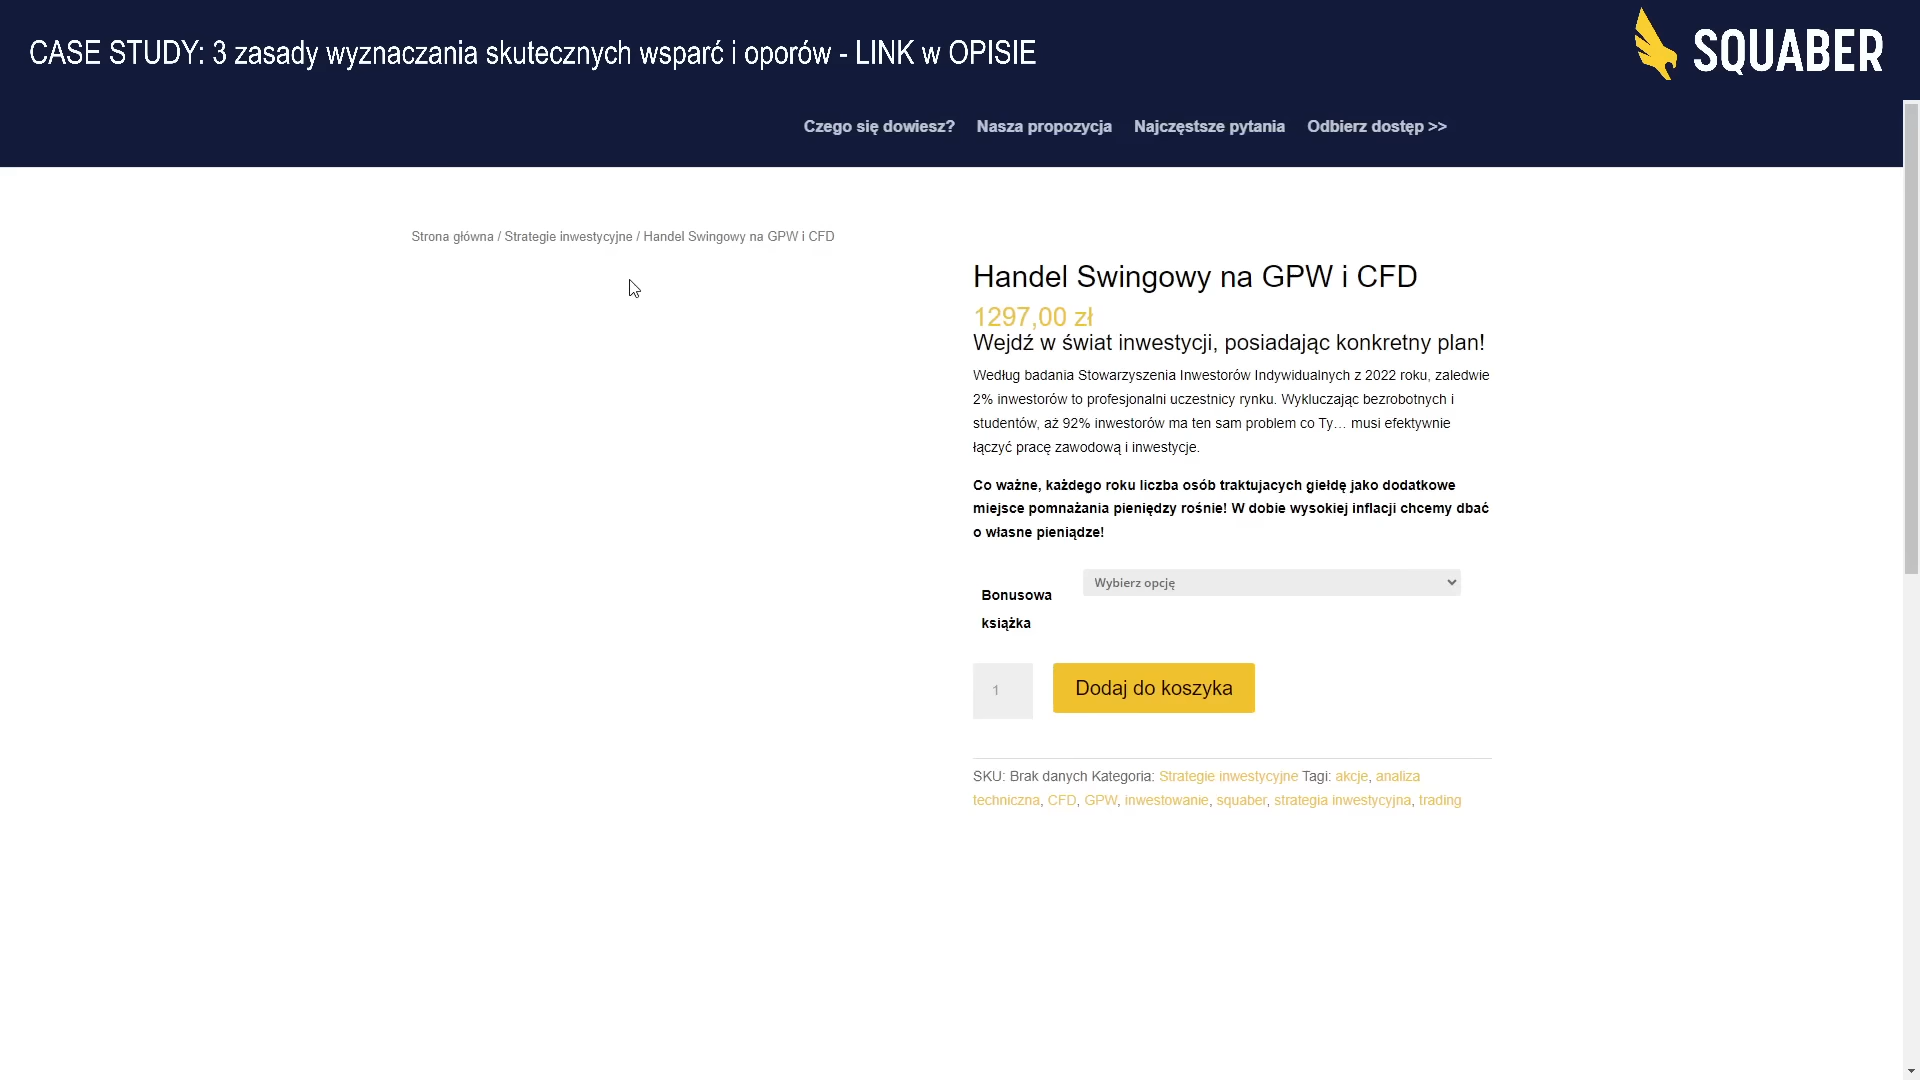 CASE STUDY: 3 zasady wyznaczania skutecznych wsparć i oporów - LINK w OPISIE
SQUABER
Czego się dowiesz? Nasza propozycja Najczęstsze pytania Odbierz dostęp >>
Strona główna / Strategie inwestycyjne / Handel Swingowy na GPW i CFD
Handel Swingowy na GPW i CFD
1297,00 zł
Wejdź w świat inwestycji, posiadając konkretny plan!
Według badania Stowarzyszenia Inwestorów Indywidualnych z 2022 roku, zaledwie
2% inwestorów to profesjonalni uczestnicy rynku. Wykluczając bezrobotnych i
studentów, aż 92% inwestorów ma ten sam problem co Ty… musi efektywnie
łączyć pracę zawodową i inwestycje.
Co ważne, każdego roku liczba osób traktujacych giełdę jako dodatkowe
miejsce pomnażania pieniędzy rośnie! W dobie wysokiej inflacji chcemy dbać
o własne pieniądze!
Bonusowa
książka
Wybierz opcję
1
Dodaj do koszyka
SKU: Brak danych Kategoria: Strategie inwestycyjne Tagi: akcje, analiza
techniczna, CFD, GPW, inwestowanie, squaber, strategia inwestycyjna, trading